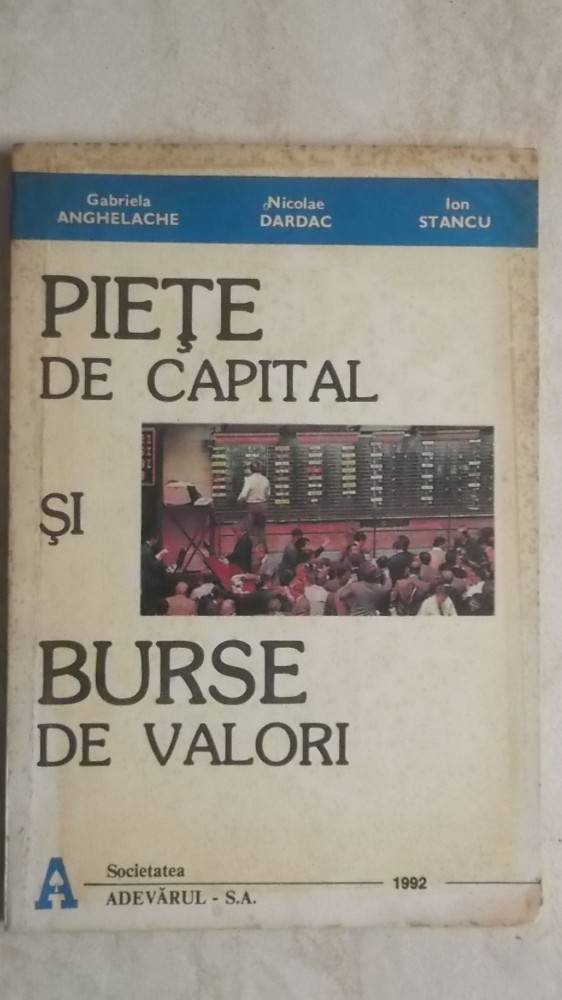 Gabriela ANGHELACHE
Nicolae DARDAC
Ion STANCU
PIEŢE
DE CAPITAL
ŞI
BURSE
DE VALORI
A
Societatea
ADEVĂRUL - S.A.
1992